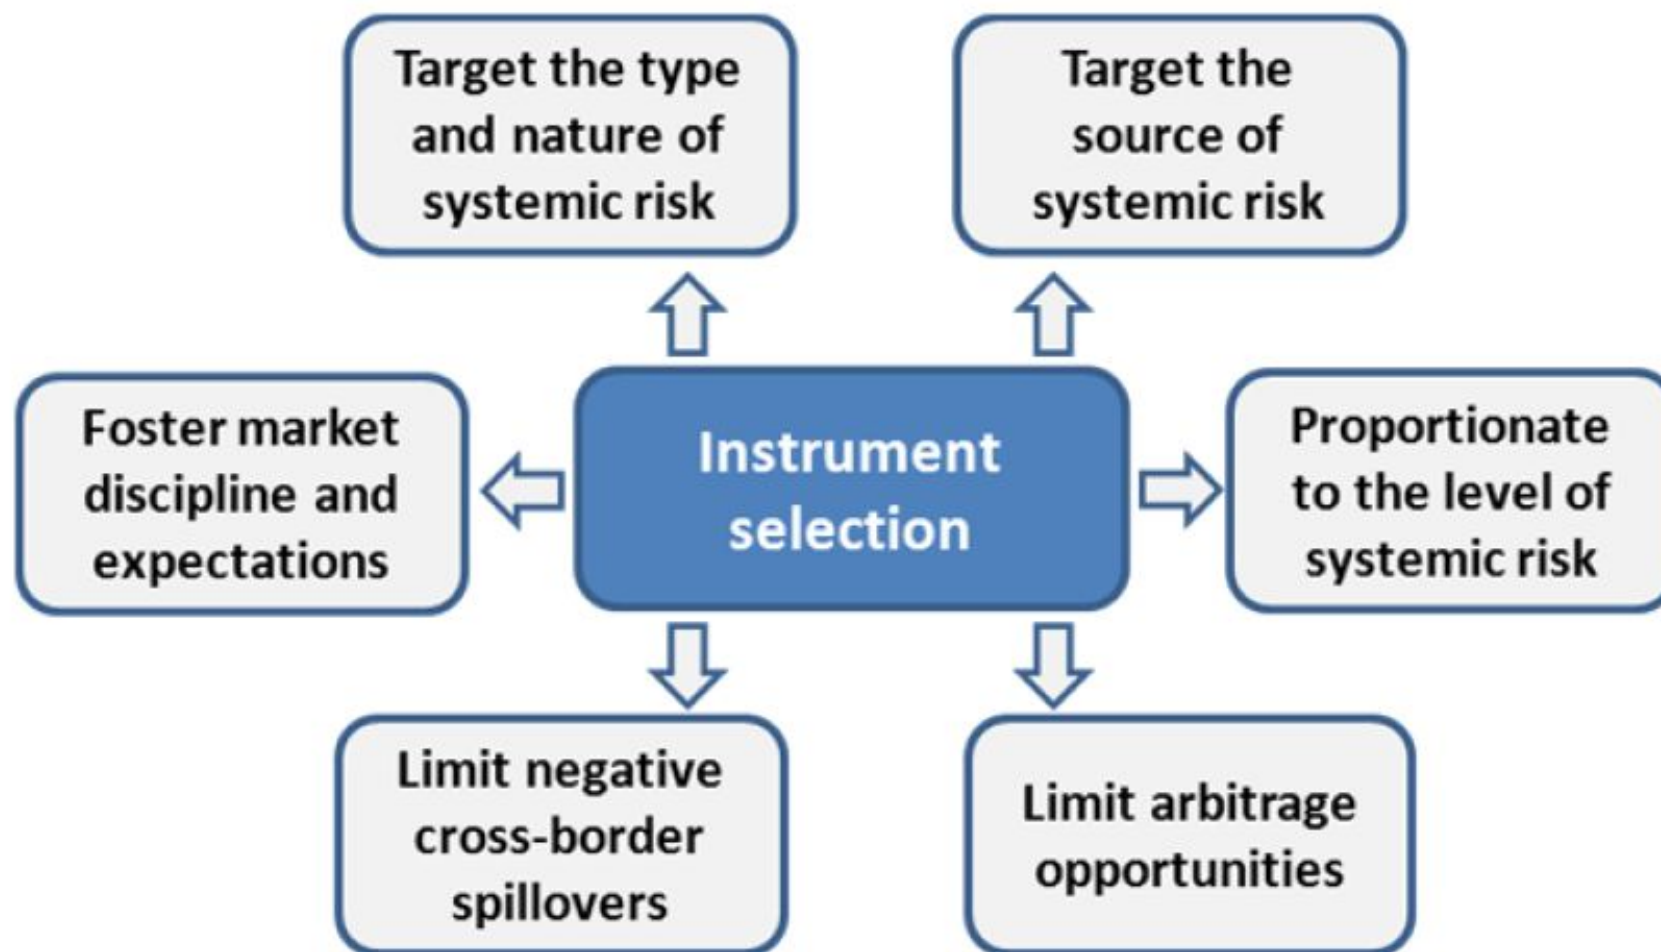 Target the type
and nature of
systemic risk
Target the
source of
systemic risk
Foster market
discipline and
expectations
Instrument
selection
Proportionate
to the level of
systemic risk
Limit negative
cross-border
spillovers
Limit arbitrage
opportunities